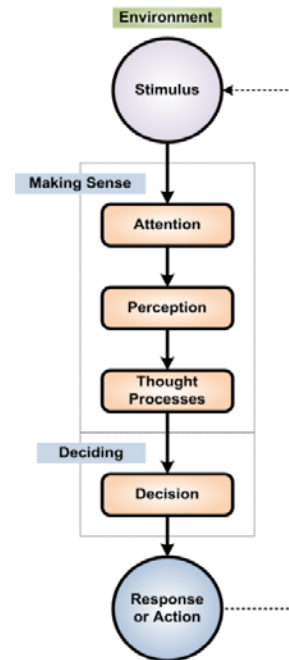 Environment
Stimulus
Making Sense
Attention
Perception
Thought
Processes
Deciding
Decision
Response
or Action